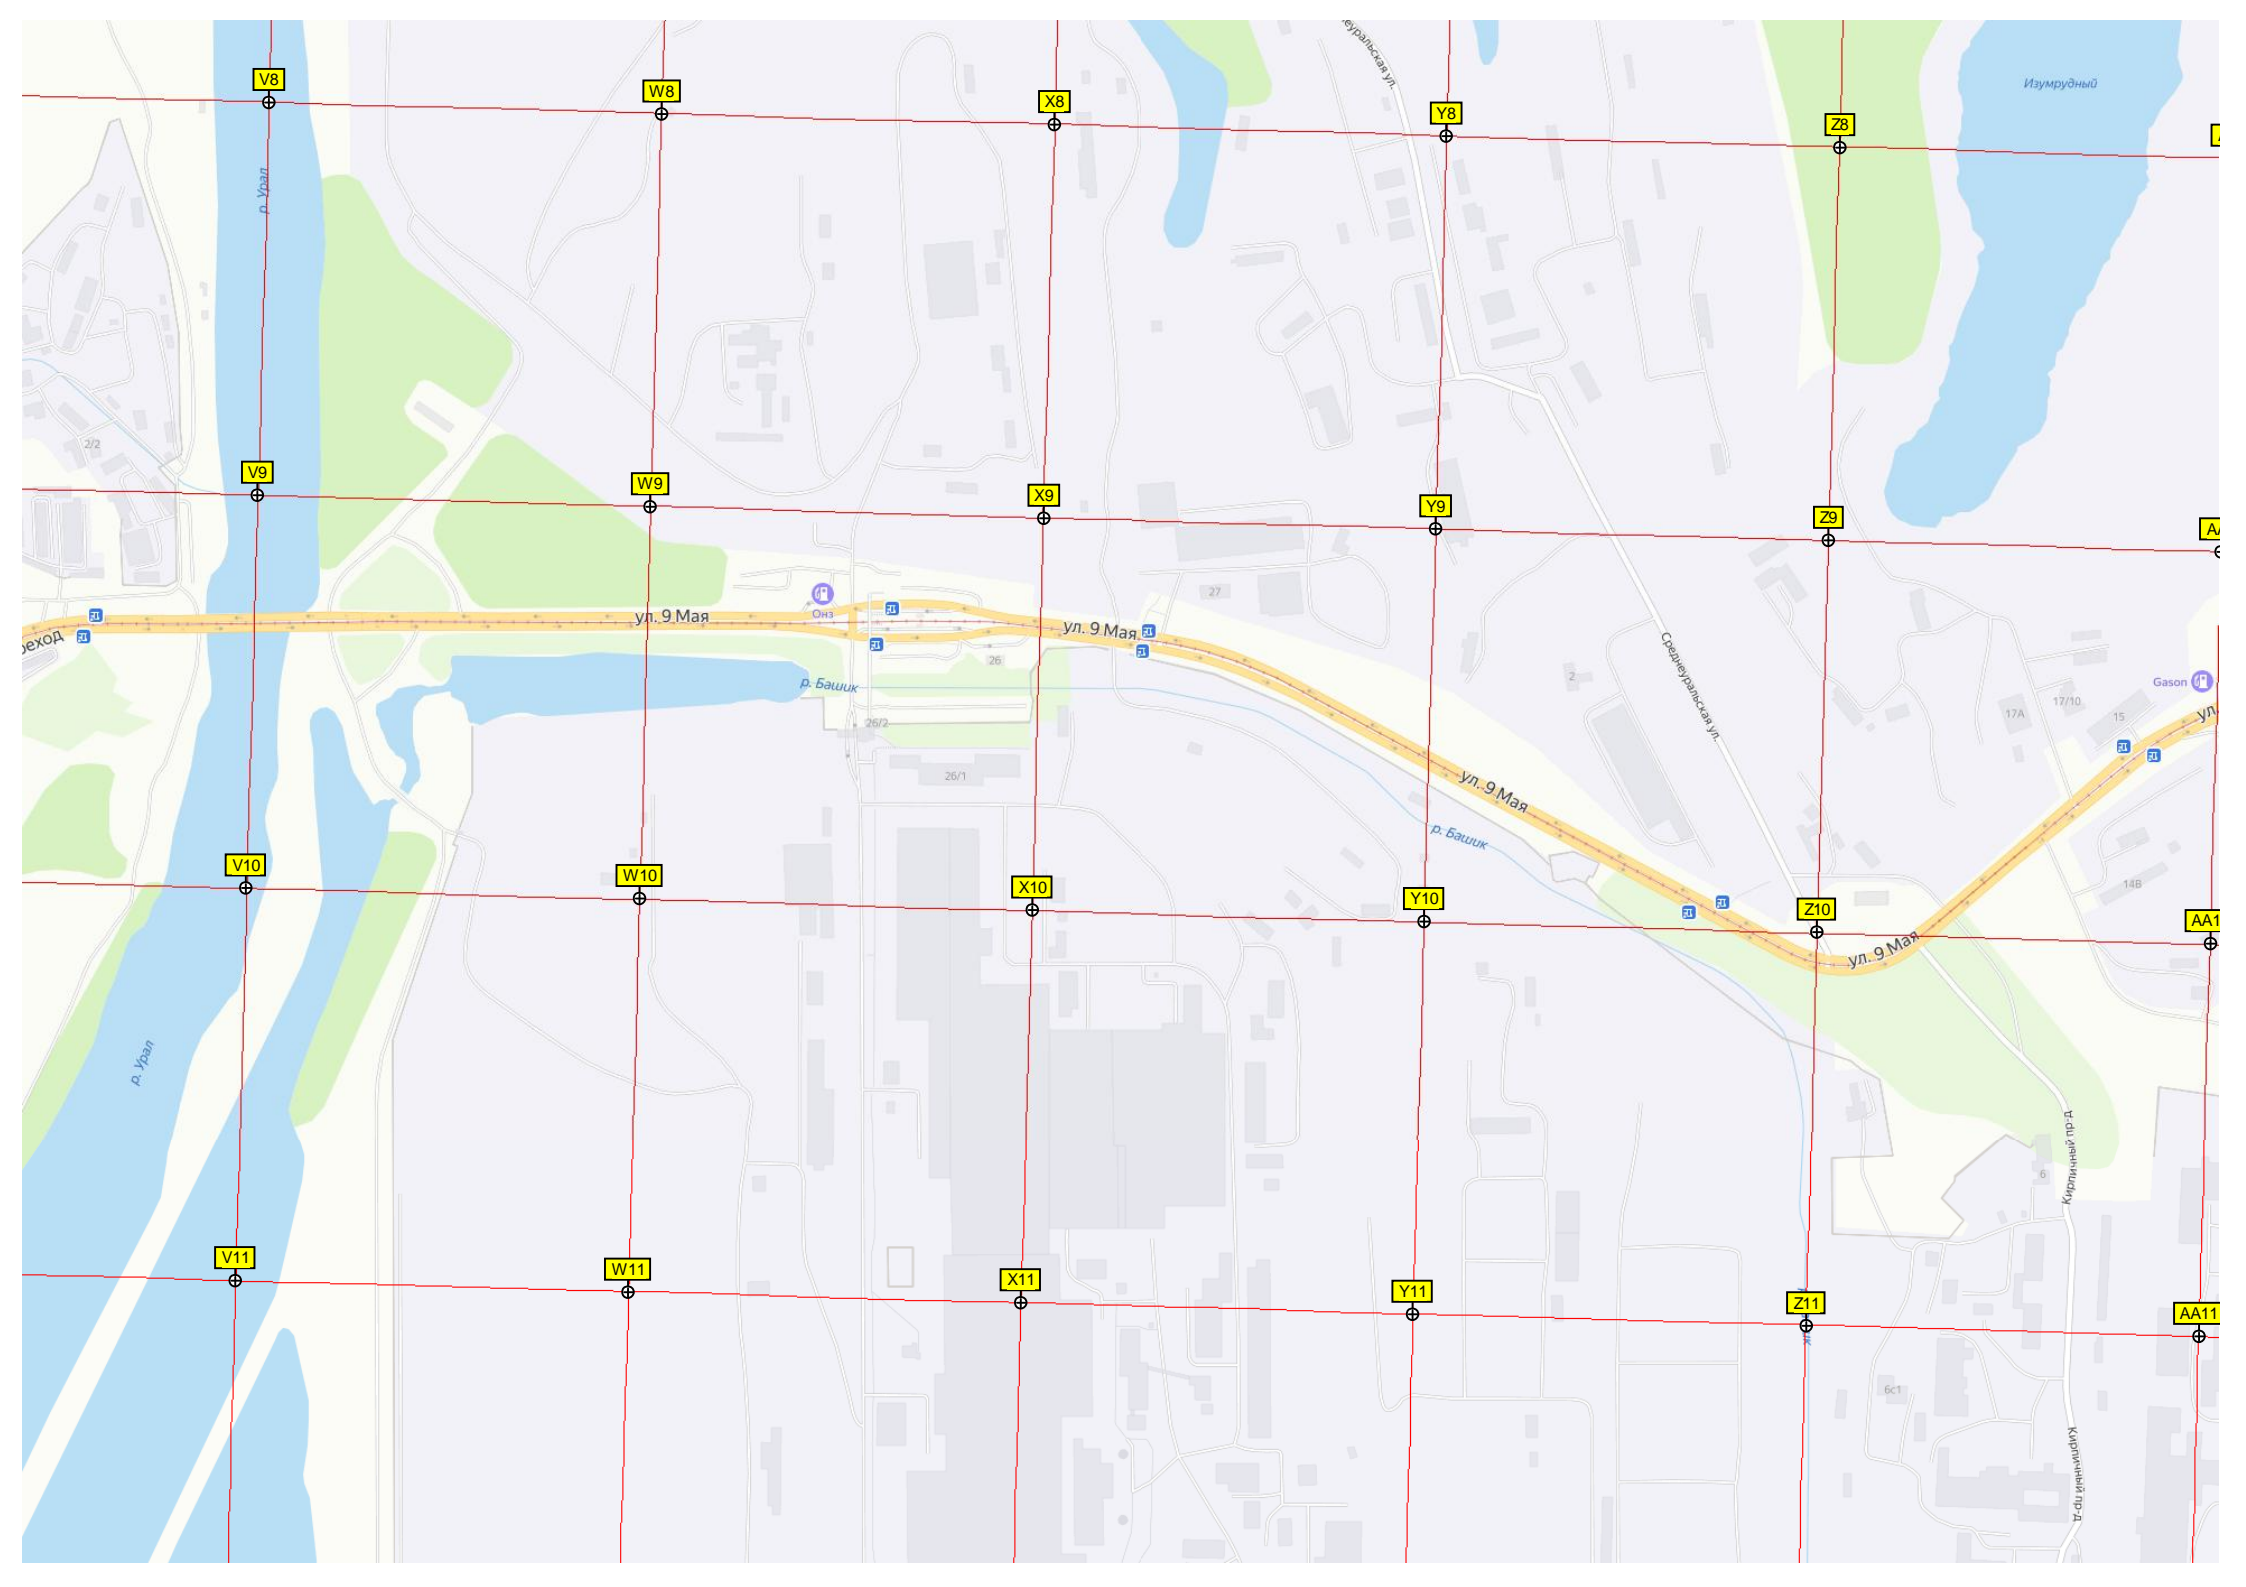 неуральская ул.
V8
W8
X8
Y8
Z8
Изумрудный
р. Урал
2/2
V9
W9
X9
Y9
Z9
Онз
27
ул. 9 Мая
ул. 9 Мая
реход
26
Среднеуральская ул.
2
р. Башик
Gason
17/10
17А
15
ул.
26/2
26/1
ул. 9 Мая
р. Башик
V10
W10
X10
Y10
Z10
14В
AA1
ул. 9 Мая
р. Урал
Кирпичный пр-д
6
V11
W11
X11
Y11
Z11
AA11
6с1
Кирпичный пр-д